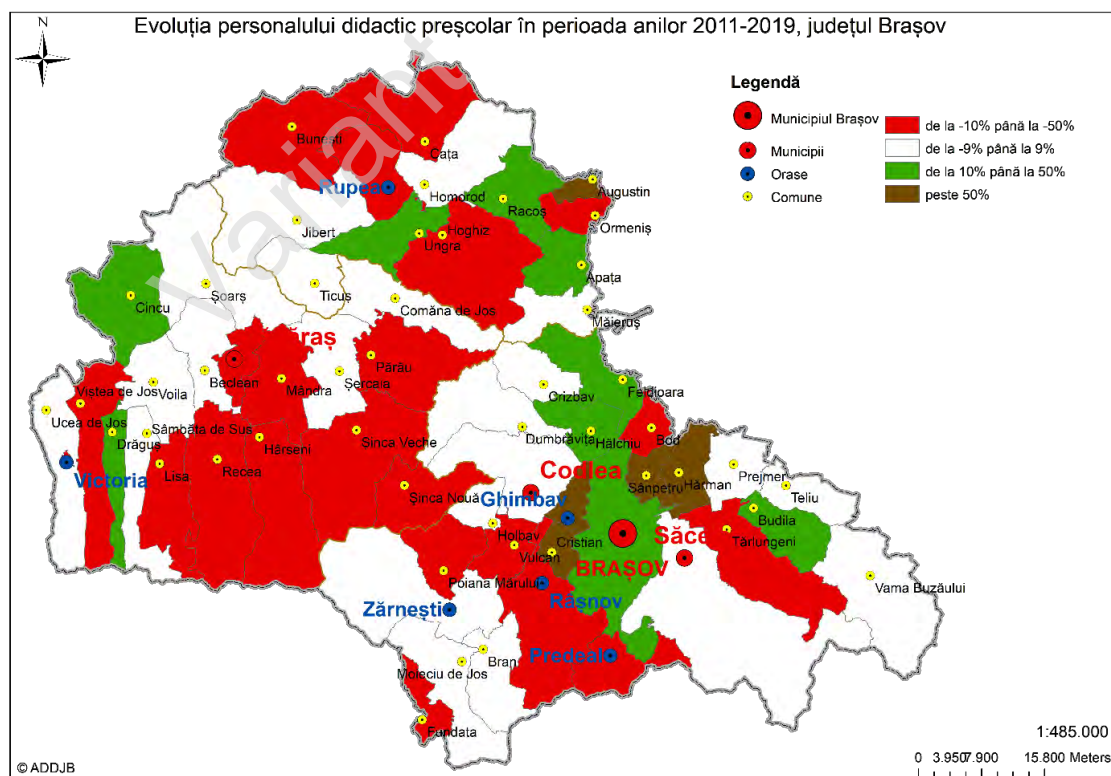 Evoluția personalului didactic preșcolar în perioada anilor 2011-2019, județul Brașov
N
Legendă
Municipiul Brașov
Municipii
Orase
Comune
de la -10% până la -50%
de la -9% până la 9%
de la 10% până la 50%
peste 50%
Variant
Bunești
Cața
Rupea
Homorod
Augustin
Racoș
Ormeniș
Jibert
Ungra
Hoghiz
Apața
Cincu
Șoarș
Ticuș
Comăna de Jos
Măieruș
raș
Părău
Beclean
Mândra
Șercaia
Crizbav
Feldioara
Viștea de Jos
Voila
Ucea de Jos
Drăguș
Sâmbăta de Sus
Hârseni
Șinca Veche
Dumbrăvița
Hălchiu
Bod
Victoria
Lisa
Recea
Codlea
Sânpetru
Hărman
Prejmer
Teliu
Șinca Nouă
Ghimbav
Budila
Holbav
Cristian
Săce
Tărlungeni
Vulcan
BRAȘOV
Poiana Mărului
Râșnov
Vama Buzăului
Zărnești
Bran
Predeal
Moieciu de Jos
Fundata
1:485.000
0 3.950 7.900 15.800 Meters
© ADDJB